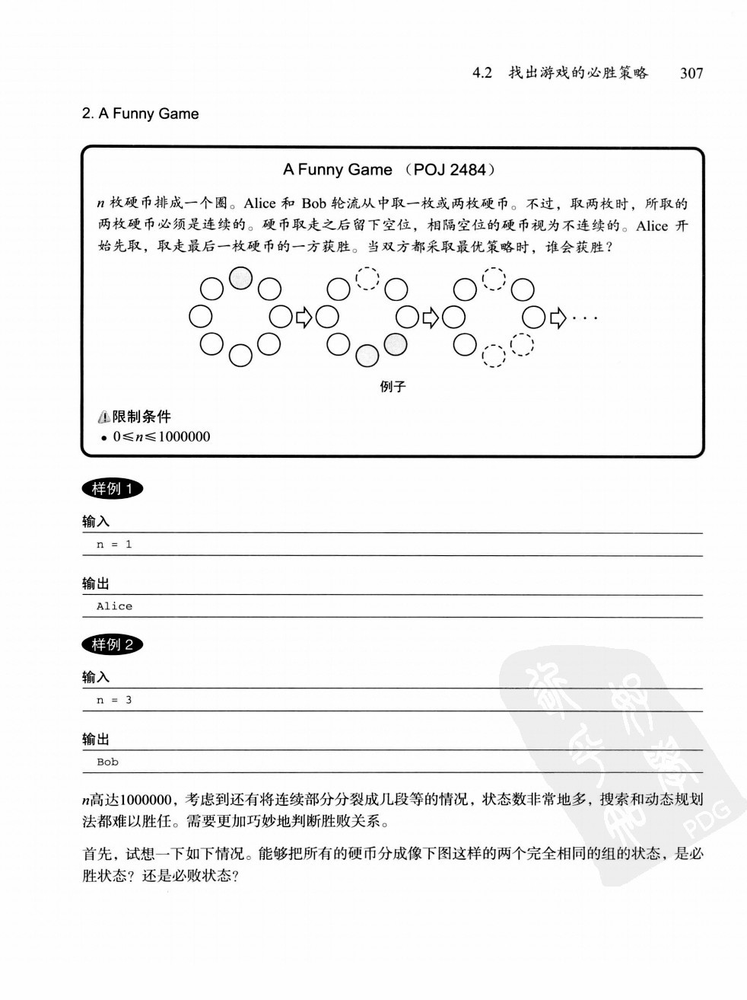 4.2 找出游戏的必胜策略 307
2. A Funny Game
A Funny Game （POJ 2484）
n 枚硬币排成一个圈。Alice 和 Bob 轮流从中取一枚或两枚硬币。不过，取两枚时，所取的
两枚硬币必须是连续的。硬币取走之后留下空位，相隔空位的硬币视为不连续的。Alice 开
始先取，取走最后一枚硬币的一方获胜。当双方都采取最优策略时，谁会获胜？
· · ·
例子
限制条件
• 0≤n≤1000000
样例 1
输入
n = 1
输出
Alice
样例 2
输入
n = 3
输出
Bob
n高达1000000，考虑到还有将连续部分分裂成几段等的情况，状态数非常地多，搜索和动态规划
法都难以胜任。需要更加巧妙地判断胜败关系。
首先，试想一下如下情况。能够把所有的硬币分成像下图这样的两个完全相同的组的状态，是必
胜状态？还是必败状态？
PDG